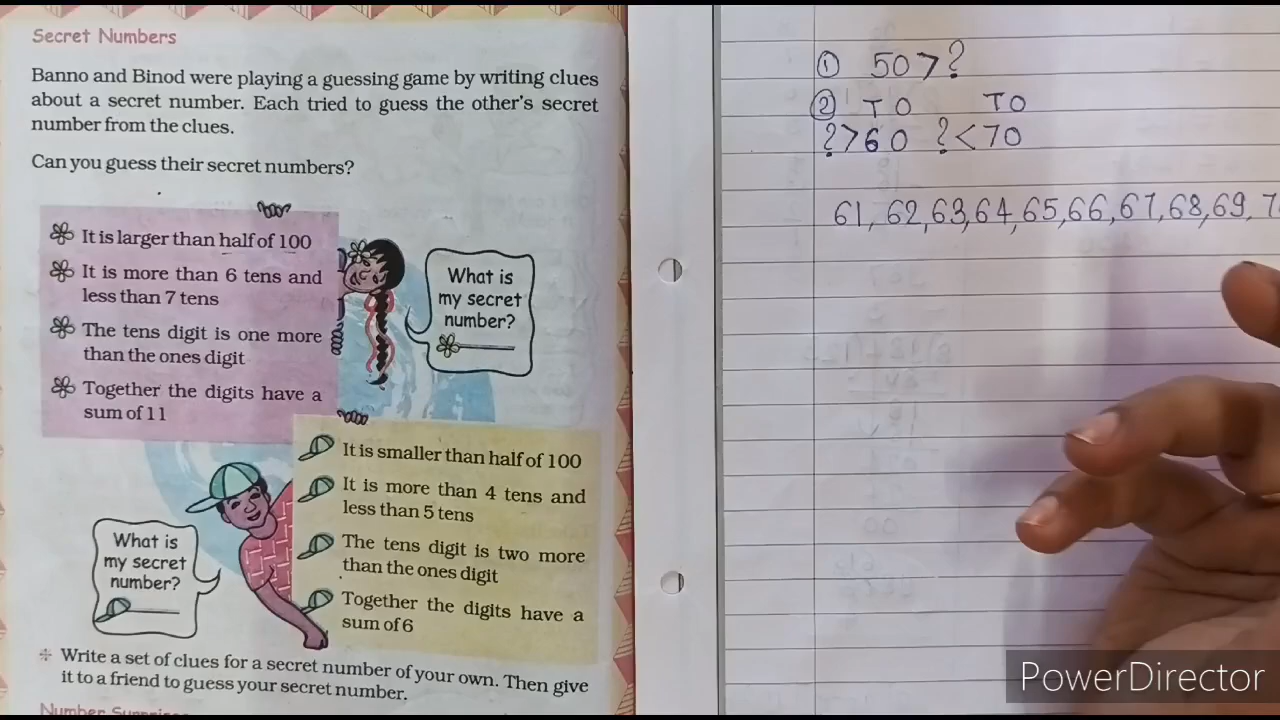 Secret Numbers
Banno and Binod were playing a guessing game by writing clues
about a secret number. Each tried to guess the other's secret
number from the clues.
Can you guess their secret numbers?
It is larger than half of 100
It is more than 6 tens and
less than 7 tens
The tens digit is one more
than the ones digit
Together the digits have a
sum of 11
What is
my secret
number?
It is smaller than half of 100
It is more than 4 tens and
less than 5 tens
The tens digit is two more
than the ones digit
Together the digits have a
sum of 6
What is
my secret
number?
Write a set of clues for a secret number of your own. Then give
it to a friend to guess your secret number.
① 50>?
② T O T O
?>60 ?<70
61, 62, 63, 64, 65, 66, 67, 68, 69,
PowerDirector